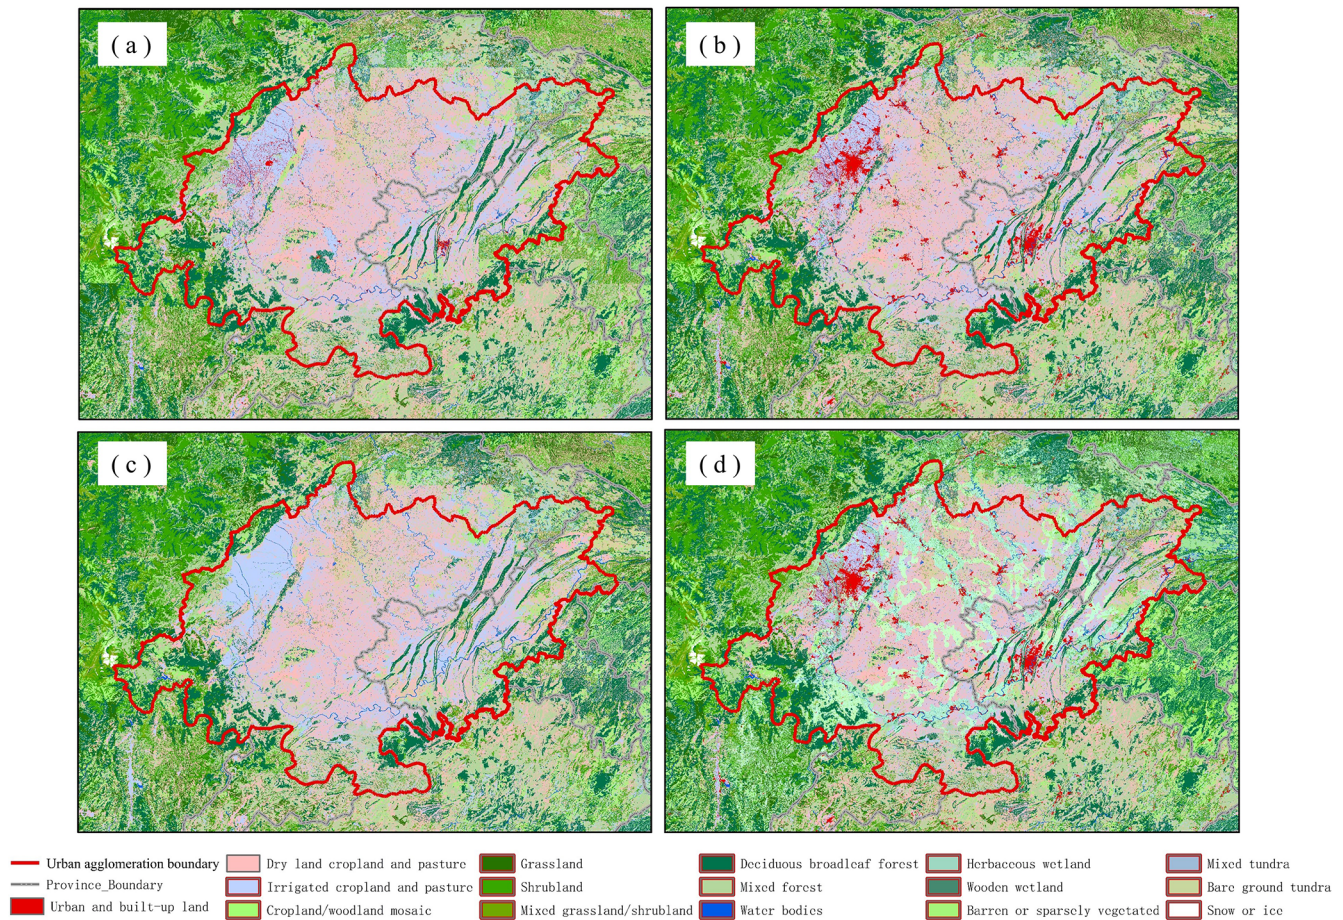 ( a )
( b )
( c )
( d )
Urban agglomeration boundary
Dry land cropland and pasture
Grassland
Deciduous broadleaf forest
Herbaceous wetland
Mixed tundra
Province_Boundary
Irrigated cropland and pasture
Shrubland
Mixed forest
Wooden wetland
Bare ground tundra
Urban and built-up land
Cropland/woodland mosaic
Mixed grassland/shrubland
Water bodies
Barren or sparsely vegetated
Snow or ice